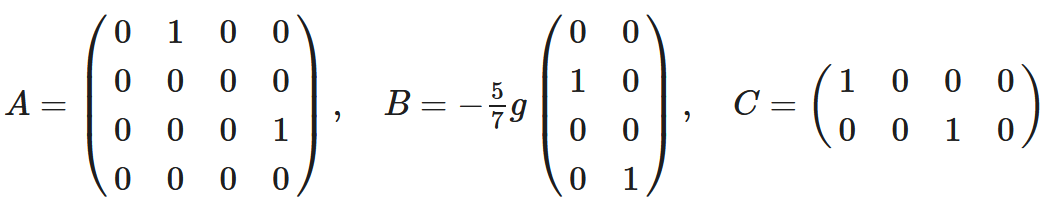 A = \begin{pmatrix} 0 & 1 & 0 & 0 \\ 0 & 0 & 0 & 0 \\ 0 & 0 & 0 & 1 \\ 0 & 0 & 0 & 0 \end{pmatrix}, \quad B = -\frac{5}{7}g \begin{pmatrix} 0 & 0 \\ 1 & 0 \\ 0 & 0 \\ 0 & 1 \end{pmatrix}, \quad C = \begin{pmatrix} 1 & 0 & 0 & 0 \\ 0 & 0 & 1 & 0 \end{pmatrix}